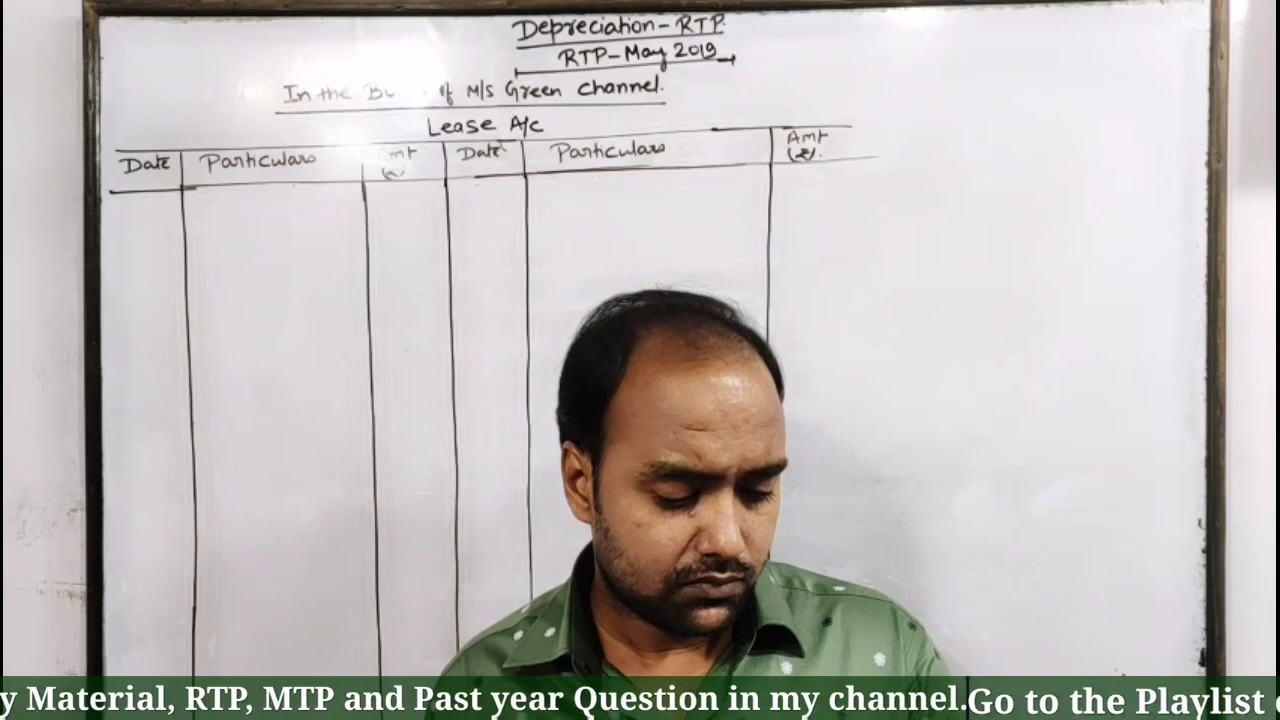 Depreciation - RTP
RTP - May 2019
In the of M/s Green Channel.
Lease A/c
Date Particulars Amt Date Particulars Amt (₹).
y Material, RTP, MTP and Past year Question in my channel. Go to the Playlist